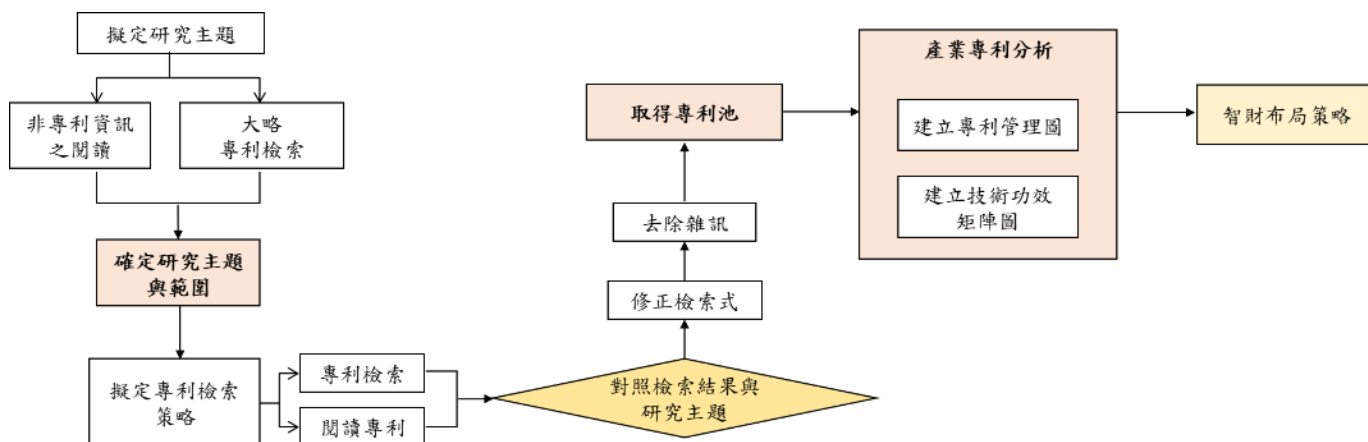 擬定研究主題
非專利資訊
之閱讀
大略
專利檢索
確定研究主題
與範圍
擬定專利檢索
策略
專利檢索
閱讀專利
對照檢索結果與
研究主題
修正檢索式
去除雜訊
取得專利池
產業專利分析
建立專利管理圖
建立技術功效
矩陣圖
智財布局策略